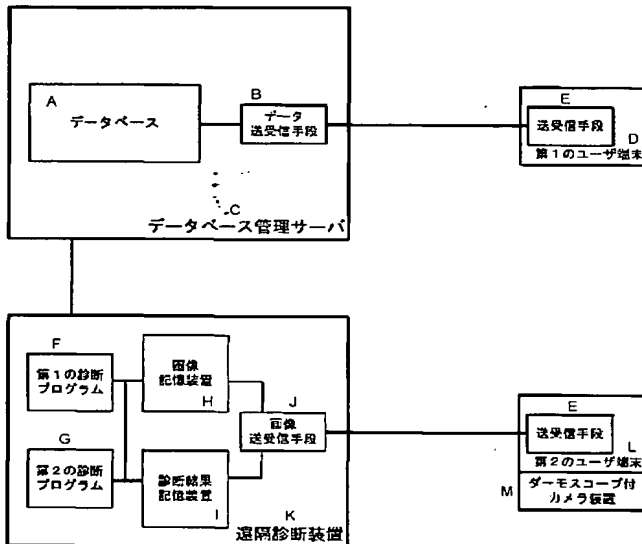 A
データベース
B
データ
送受信手段
C
データベース管理サーバ
E
送受信手段
D
第1のユーザ端末
F
第1の診断
プログラム
G
第2の診断
プログラム
画像
記憶装置
H
診断結果
記憶装置
I
J
画像
送受信手段
K
遠隔診断装置
E
送受信手段
L
第2のユーザ端末
M
ダーモスコープ付
カメラ装置